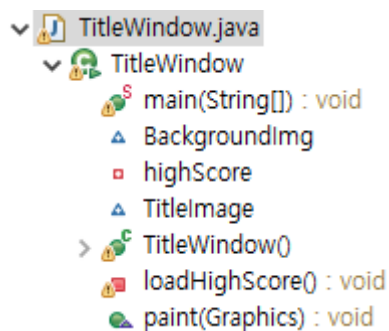 TitleWindow.java
TitleWindow
main(String[]) : void
BackgroundImg
highScore
TitleImage
TitleWindow()
loadHighScore() : void
paint(Graphics) : void